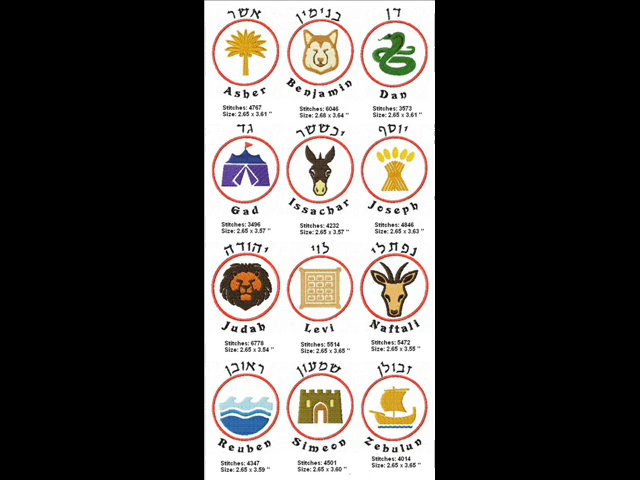 אשר
בנימין
דן
Asher
Benjamin
Dan
Stitches: 4767
Size: 2.65 x 3.61 "
Stitches: 6046
Size: 2.68 x 3.64 "
Stitches: 3573
Size: 2.65 x 3.61 "
גד
יששכר
יוסף
Gad
Issachar
Joseph
Stitches: 3496
Size: 2.65 x 3.57 "
Stitches: 4232
Size: 2.65 x 3.57 "
Stitches: 4846
Size: 2.65 x 3.63 "
יהודה
לוי
נפתלי
Judah
Levi
Naftali
Stitches: 6778
Size: 2.65 x 3.54 "
Stitches: 5514
Size: 2.65 x 3.65 "
Stitches: 5472
Size: 2.65 x 3.55 "
ראובן
שמעון
זבולן
Reuben
Simeon
Zebulun
Stitches: 4347
Size: 2.65 x 3.59 "
Stitches: 4501
Size: 2.65 x 3.60 "
Stitches: 4014
Size: 2.65 x 3.65 "